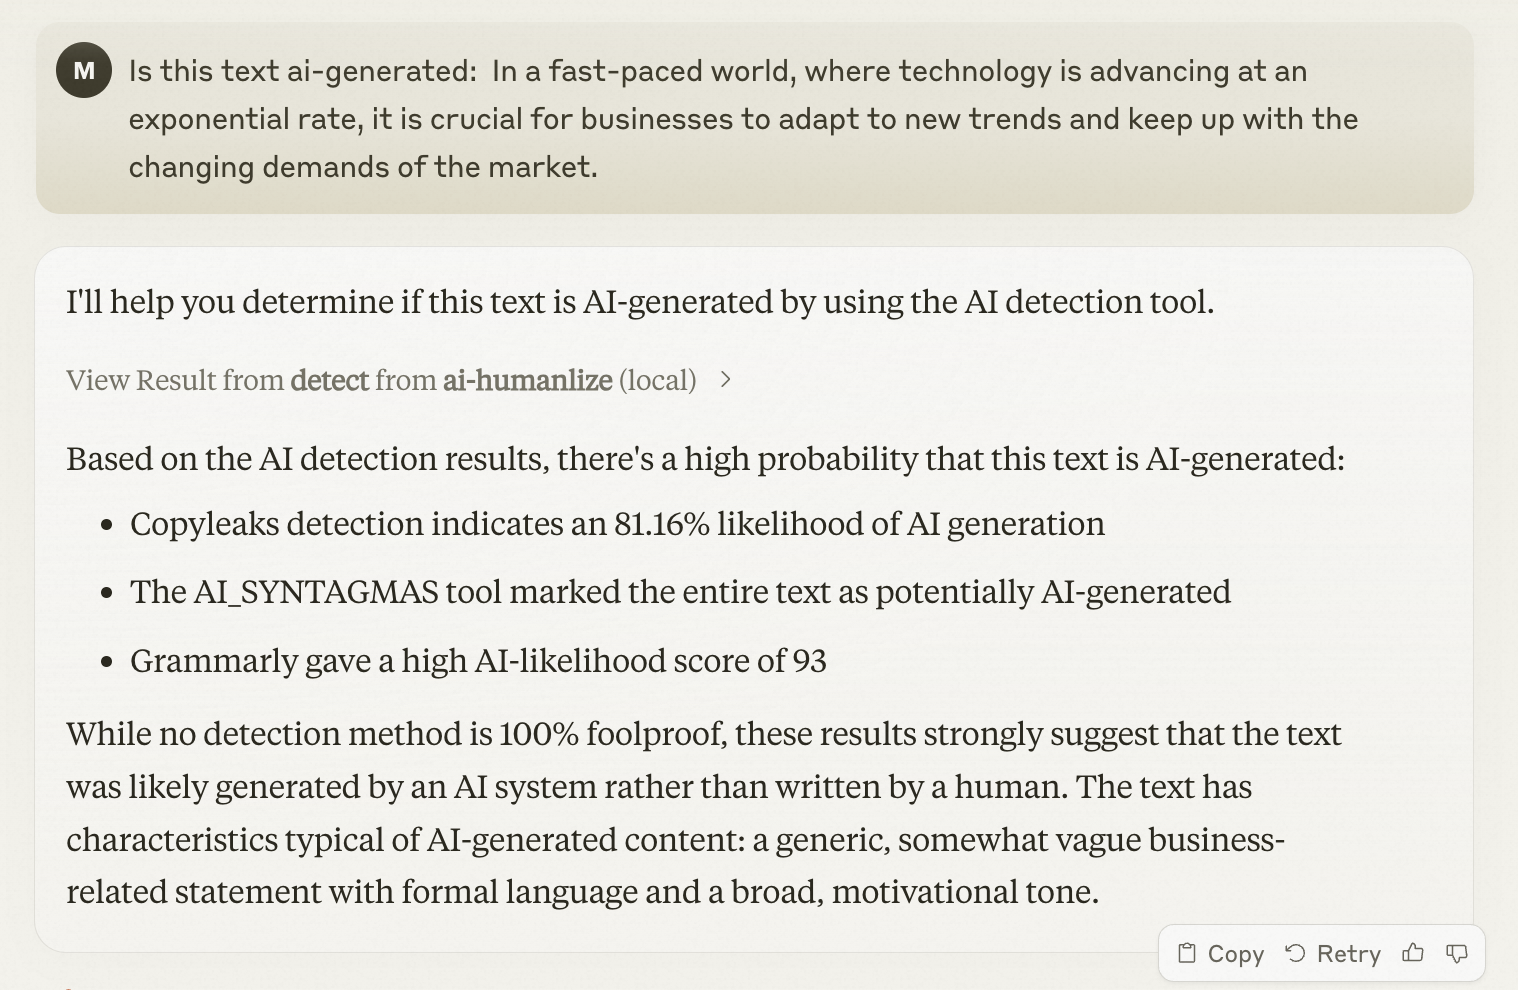 M
Is this text ai-generated:  In a fast-paced world, where technology is advancing at an
exponential rate, it is crucial for businesses to adapt to new trends and keep up with the
changing demands of the market.
I'll help you determine if this text is AI-generated by using the AI detection tool.
View Result from detect from ai-humanlize (local)
Based on the AI detection results, there's a high probability that this text is AI-generated:
• Copyleaks detection indicates an 81.16% likelihood of AI generation
• The AI_SYNTAGMAS tool marked the entire text as potentially AI-generated
• Grammarly gave a high AI-likelihood score of 93
While no detection method is 100% foolproof, these results strongly suggest that the text
was likely generated by an AI system rather than written by a human. The text has
characteristics typical of AI-generated content: a generic, somewhat vague business-
related statement with formal language and a broad, motivational tone.
Copy Retry